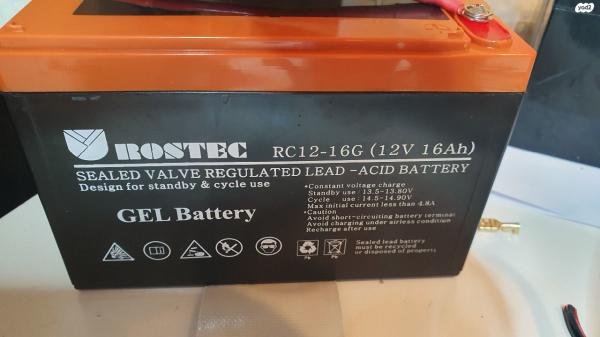 yad2
ROSTEC RC12-16G (12V 16Ah)
SEALED VALVE REGULATED LEAD -ACID BATTERY
Design for standby & cycle use
GEL Battery
•Constant voltage charge
Standby use : 13.5-13.80V
Cycle use : 14.5-14.90V
Max initial current less than 4.8A
•Caution
Avoid short-circuiting battery terminal
Avoid charging under airless condition
Recharge after use
Pb Pb
Sealed lead battery
must be recycled
or disposed of properly